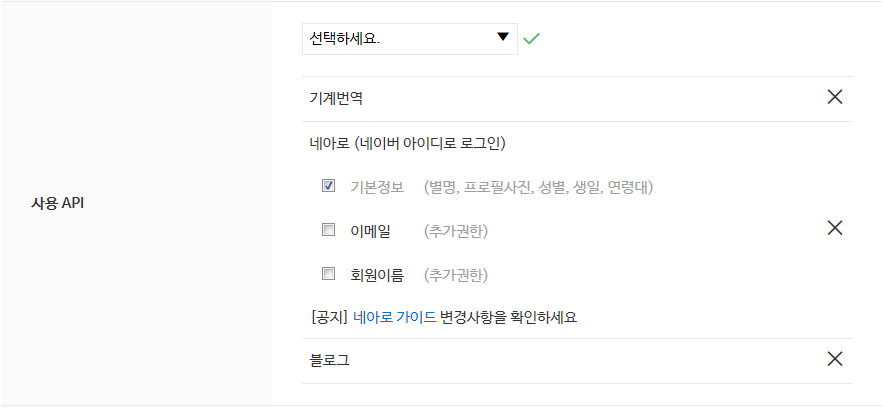 선택하세요.
기계번역
네아로 (네이버 아이디로 로그인)
기본정보 (별명, 프로필사진, 성별, 생일, 연령대)
사용 API
이메일 (추가권한)
회원이름 (추가권한)
[공지] 네아로 가이드 변경사항을 확인하세요
블로그